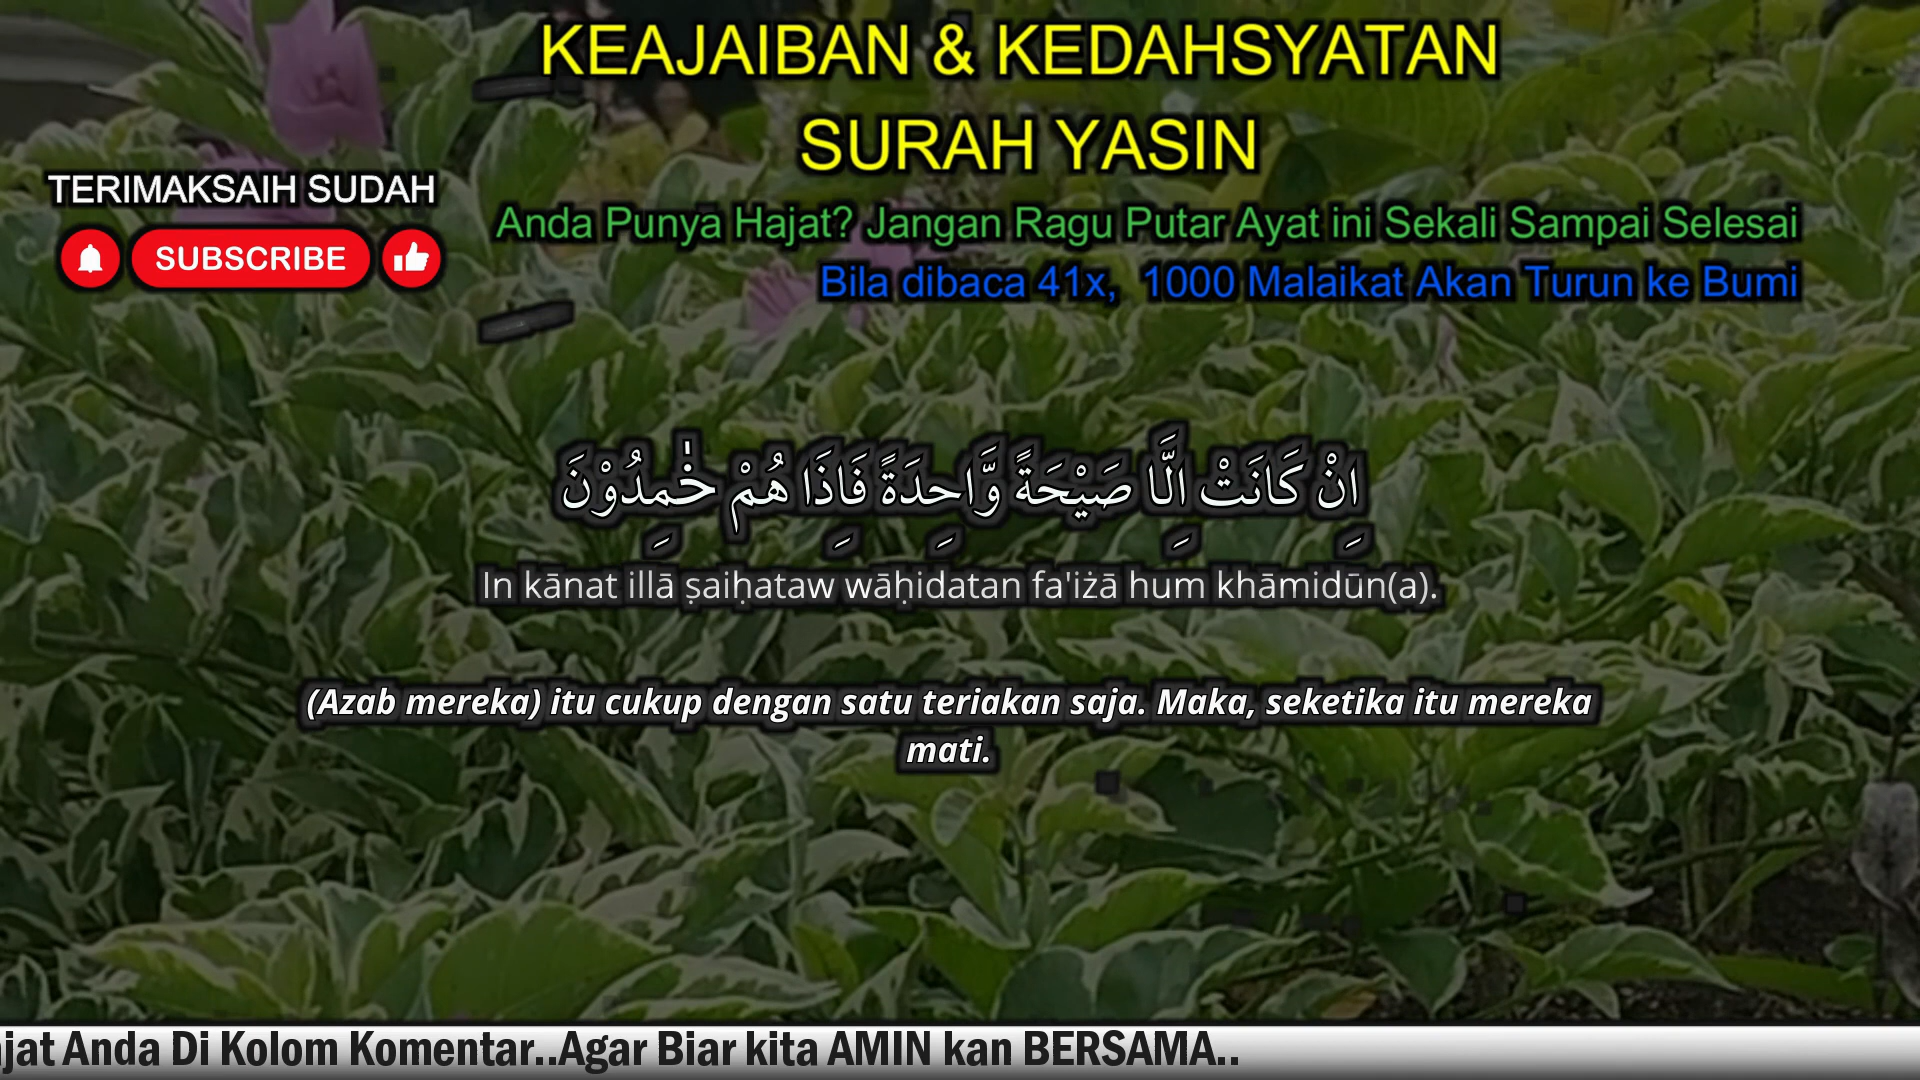 KEAJAIBAN & KEDAHSYATAN
SURAH YASIN
TERIMAKSAIH SUDAH
SUBSCRIBE
Anda Punya Hajat? Jangan Ragu Putar Ayat ini Sekali Sampai Selesai
Bila dibaca 41x, 1000 Malaikat Akan Turun ke Bumi
اِنْ كَانَتْ اِلَّا صَيْحَةً وَّاحِدَةً فَاِذَا هُمْ خٰمِدُوْنَ
In kānat illā ṣaiḥataw wāḥidatan fa'iżā hum khāmidūn(a).
(Azab mereka) itu cukup dengan satu teriakan saja. Maka, seketika itu mereka
mati.
jat Anda Di Kolom Komentar..Agar Biar kita AMIN kan BERSAMA..